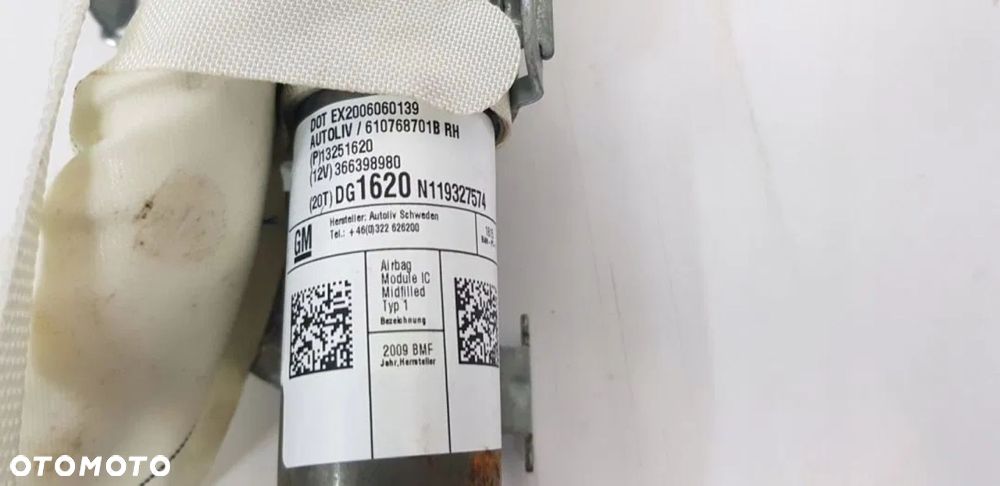 DOT EX2006060139
AUTOLIV / 610768701B RH
(P)13251620
(12V) 366398980
(20T) DG1620 N119327574
GM
Hersteller: Autoliv Schweden
Tel.: +46(0)322 626200
Airbag
Module IC
Midfilled
Typ 1
Bezeichnung
2009 BMF
Jahr, Hersteller
OTOMOTO